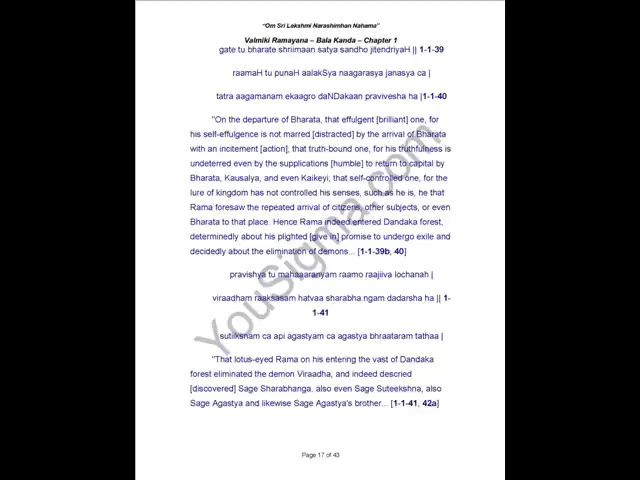 "Om Sri Lakshmi Narashimhan Nahama"
Valmiki Ramayana – Bala Kanda – Chapter 1
gate tu bharate shriimaan satya sandho jitendriyaH || 1-1-39
raamaH tu punaH aalakSya naagarasya janasya ca |
tatra aagamanam ekaagro daNDakaan pravivesha ha |1-1-40
"On the departure of Bharata, that effulgent [brilliant] one, for
his self-effulgence is not marred [distracted] by the arrival of Bharata
with an incitement [action]; that truth-bound one, for his truthfulness is
undeterred even by the supplications [humble] to return to capital by
Bharata, Kausalya, and even Kaikeyi; that self-controlled one, for the
lure of kingdom has not controlled his senses, such as he is, he that
Rama foresaw the repeated arrival of citizens, other subjects, or even
Bharata to that place. Hence Rama indeed entered Dandaka forest,
determinedly about his plighted [give in] promise to undergo exile and
decidedly about the elimination of demons... [1-1-39b, 40]
pravishya tu mahaaaranyam raamo raajiiva lochanah |
viraadham raaksasam hatvaa sharabha.ngam dadarsha ha || 1-
1-41
sutiksnam ca api agastyam ca agastya bhraataram tathaa |
"That lotus-eyed Rama on his entering the vast of Dandaka
forest eliminated the demon Viraadha, and indeed descried
[discovered] Sage Sharabhanga. also even Sage Suteekshna, also
Sage Agastya and likewise Sage Agastya's brother... [1-1-41, 42a]
YouSigma.com
Page 17 of 43